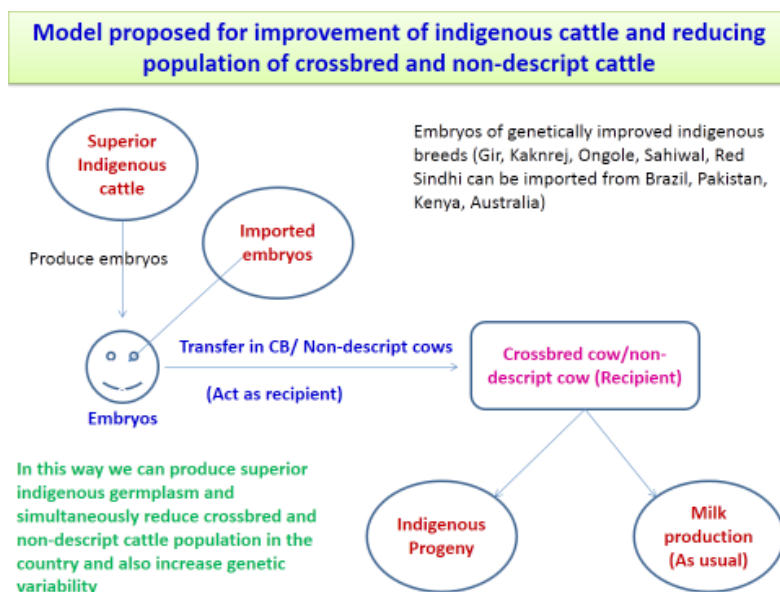 Model proposed for improvement of indigenous cattle and reducing
population of crossbred and non-descript cattle
Superior
Indigenous
cattle
Embryos of genetically improved indigenous
breeds (Gir, Kaknrej, Ongole, Sahiwal, Red
Sindhi can be imported from Brazil, Pakistan,
Kenya, Australia)
Imported
embryos
Produce embryos
Transfer in CB/ Non-descript cows
(Act as recipient)
Embryos
Crossbred cow/non-
descript cow (Recipient)
In this way we can produce superior
indigenous germplasm and
simultaneously reduce crossbred and
non-descript cattle population in the
country and also increase genetic
variability
Indigenous
Progeny
Milk
production
(As usual)